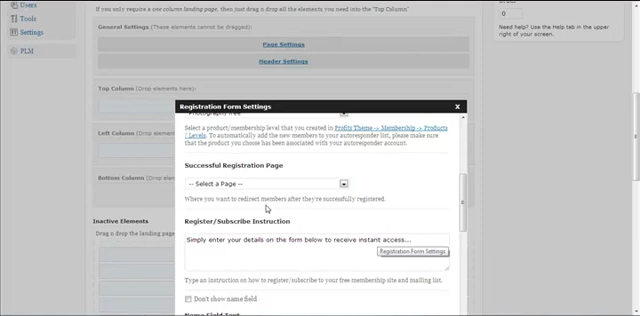 Users
Tools
Settings
PLM
If you only require a one column landing page, then just drag n drop all the elements you need into the "Top Column"
General Settings (These elements cannot be dragged):
Page Settings
Header Settings
Top Column (Drop elements here):
Left Column (Drop
Bottom Column (Drop
Inactive Elements
Drag n drop the landing page
0
Need help? Use the Help tab in the upper
right of your screen.
Registration Form Settings
X
Select a product/membership level that you created in Profits Theme -> Membership -> Products
/ Levels. To automatically add the new members to your autoresponder list, please make sure
that the product you choose has been associated with your autoresponder account.
Successful Registration Page
-- Select a Page --
Where you want to redirect members after they're successfully registered.
Register/Subscribe Instruction
Simply enter your details on the form below to receive instant access...
Registration Form Settings
Type an instruction on how to register/subscribe to your free membership site and mailing list.
Don't show name field
Name Field Text